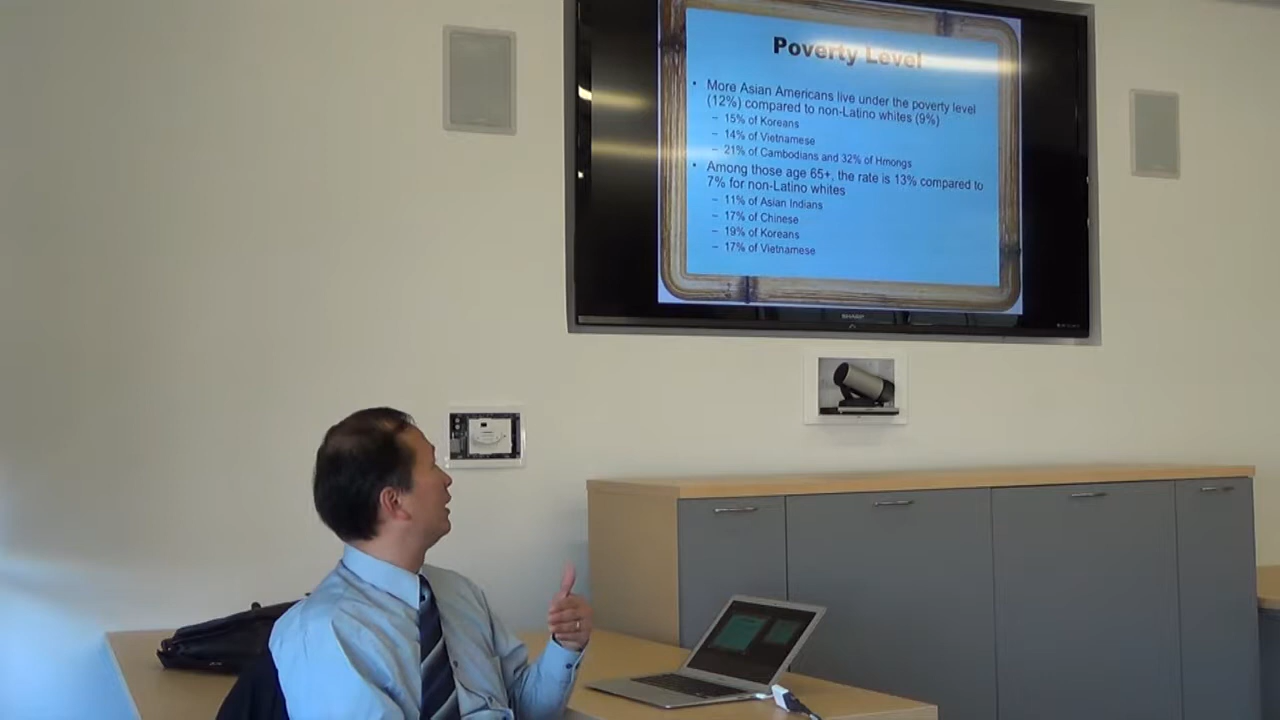 Poverty Level
• More Asian Americans live under the poverty level
(12%) compared to non-Latino whites (9%)
– 15% of Koreans
– 14% of Vietnamese
– 21% of Cambodians and 32% of Hmongs
• Among those age 65+, the rate is 13% compared to
7% for non-Latino whites
– 11% of Asian Indians
– 17% of Chinese
– 19% of Koreans
– 17% of Vietnamese
SHARP